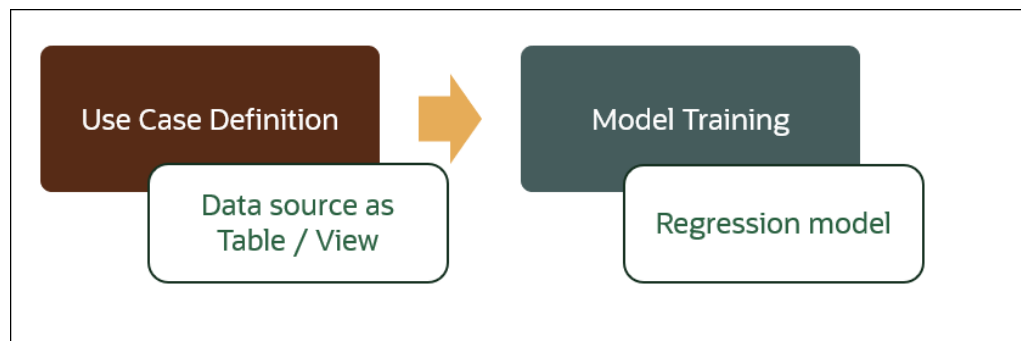 Use Case Definition
Data source as
Table / View
Model Training
Regression model